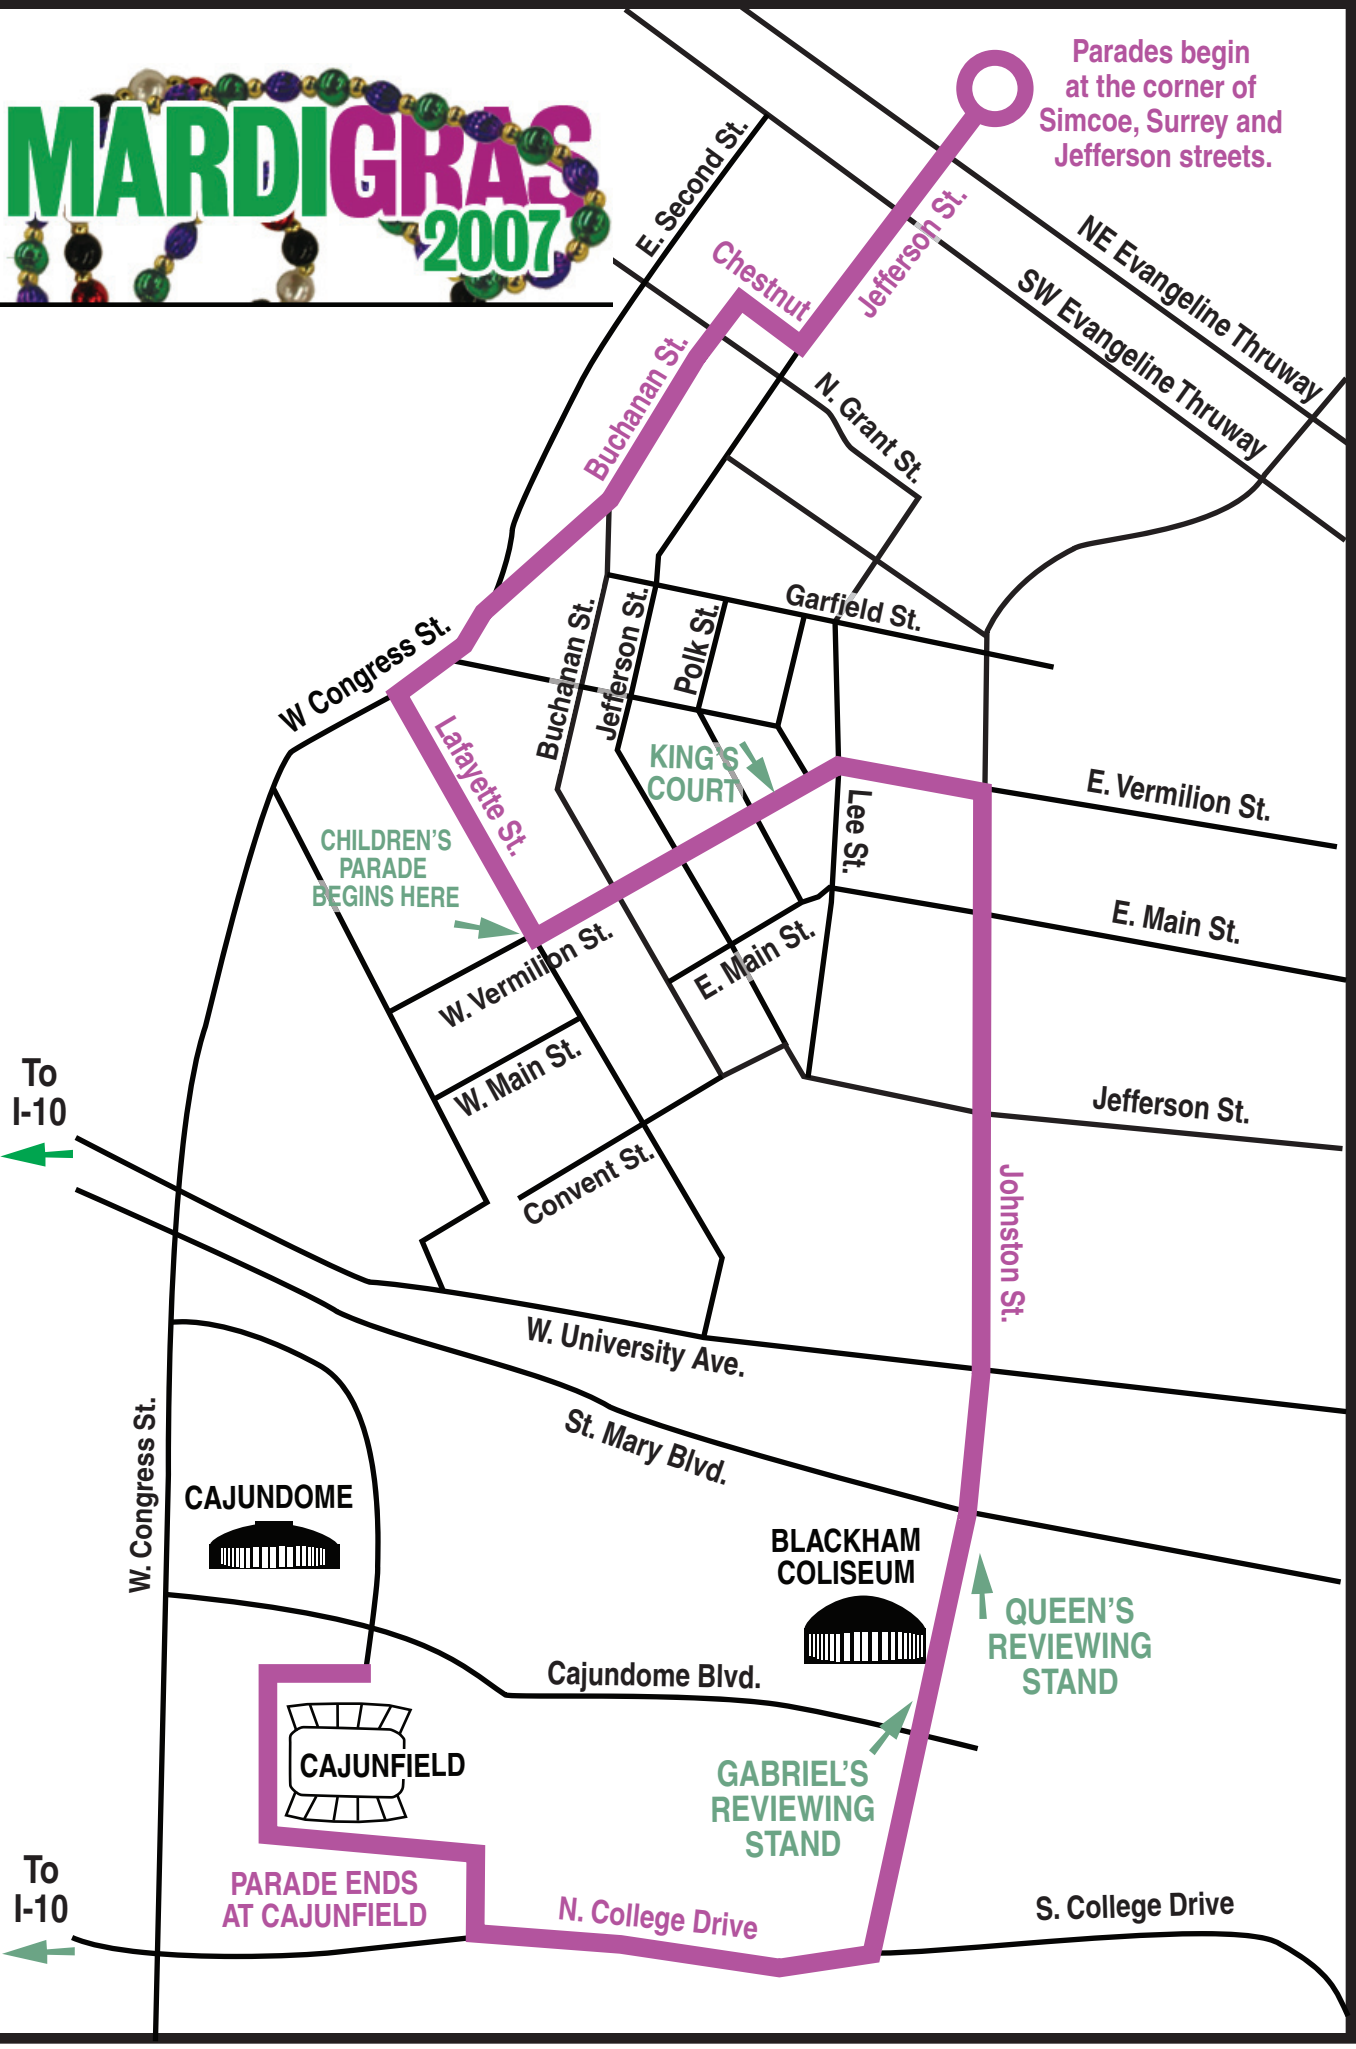 MARDIGRAS
2007
Parades begin
at the corner of
Simcoe, Surrey and
Jefferson streets.
E. Second St.
Chestnut
Jefferson St.
NE Evangeline Thruway
SW Evangeline Thruway
Buchanan St.
N. Grant St.
Garfield St.
W Congress St.
Buchanan St.
Jefferson St.
Polk St.
Lafayette St.
KING'S
COURT
Lee St.
E. Vermilion St.
CHILDREN'S
PARADE
BEGINS HERE
E. Main St.
W. Vermilion St.
E. Main St.
W. Main St.
To
I-10
Jefferson St.
Convent St.
Johnston St.
W. University Ave.
St. Mary Blvd.
W. Congress St.
CAJUNDOME
BLACKHAM
COLISEUM
QUEEN'S
REVIEWING
STAND
Cajundome Blvd.
CAJUNFIELD
GABRIEL'S
REVIEWING
STAND
To
I-10
PARADE ENDS
AT CAJUNFIELD
N. College Drive
S. College Drive